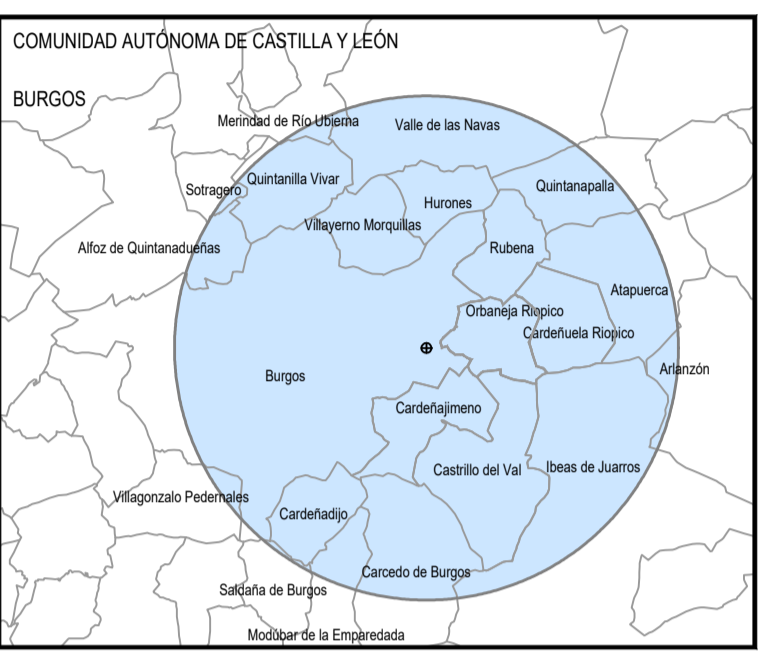 COMUNIDAD AUTÓNOMA DE CASTILLA Y LEÓN
BURGOS
Merindad de Río Ubierna
Valle de las Navas
Quintanilla Vivar
Sotragero
Quintanapalla
Hurones
Villayerno Morquillas
Alfoz de Quintanadueñas
Rubena
Atapuerca
Orbaneja Riopico
Cardeñuela Riopico
Arlanzón
Burgos
Cardeñajimeno
Castrillo del Val
Ibeas de Juarros
Villagonzalo Pedernales
Cardeñadijo
Carcedo de Burgos
Saldaña de Burgos
Modúbar de la Emparedada